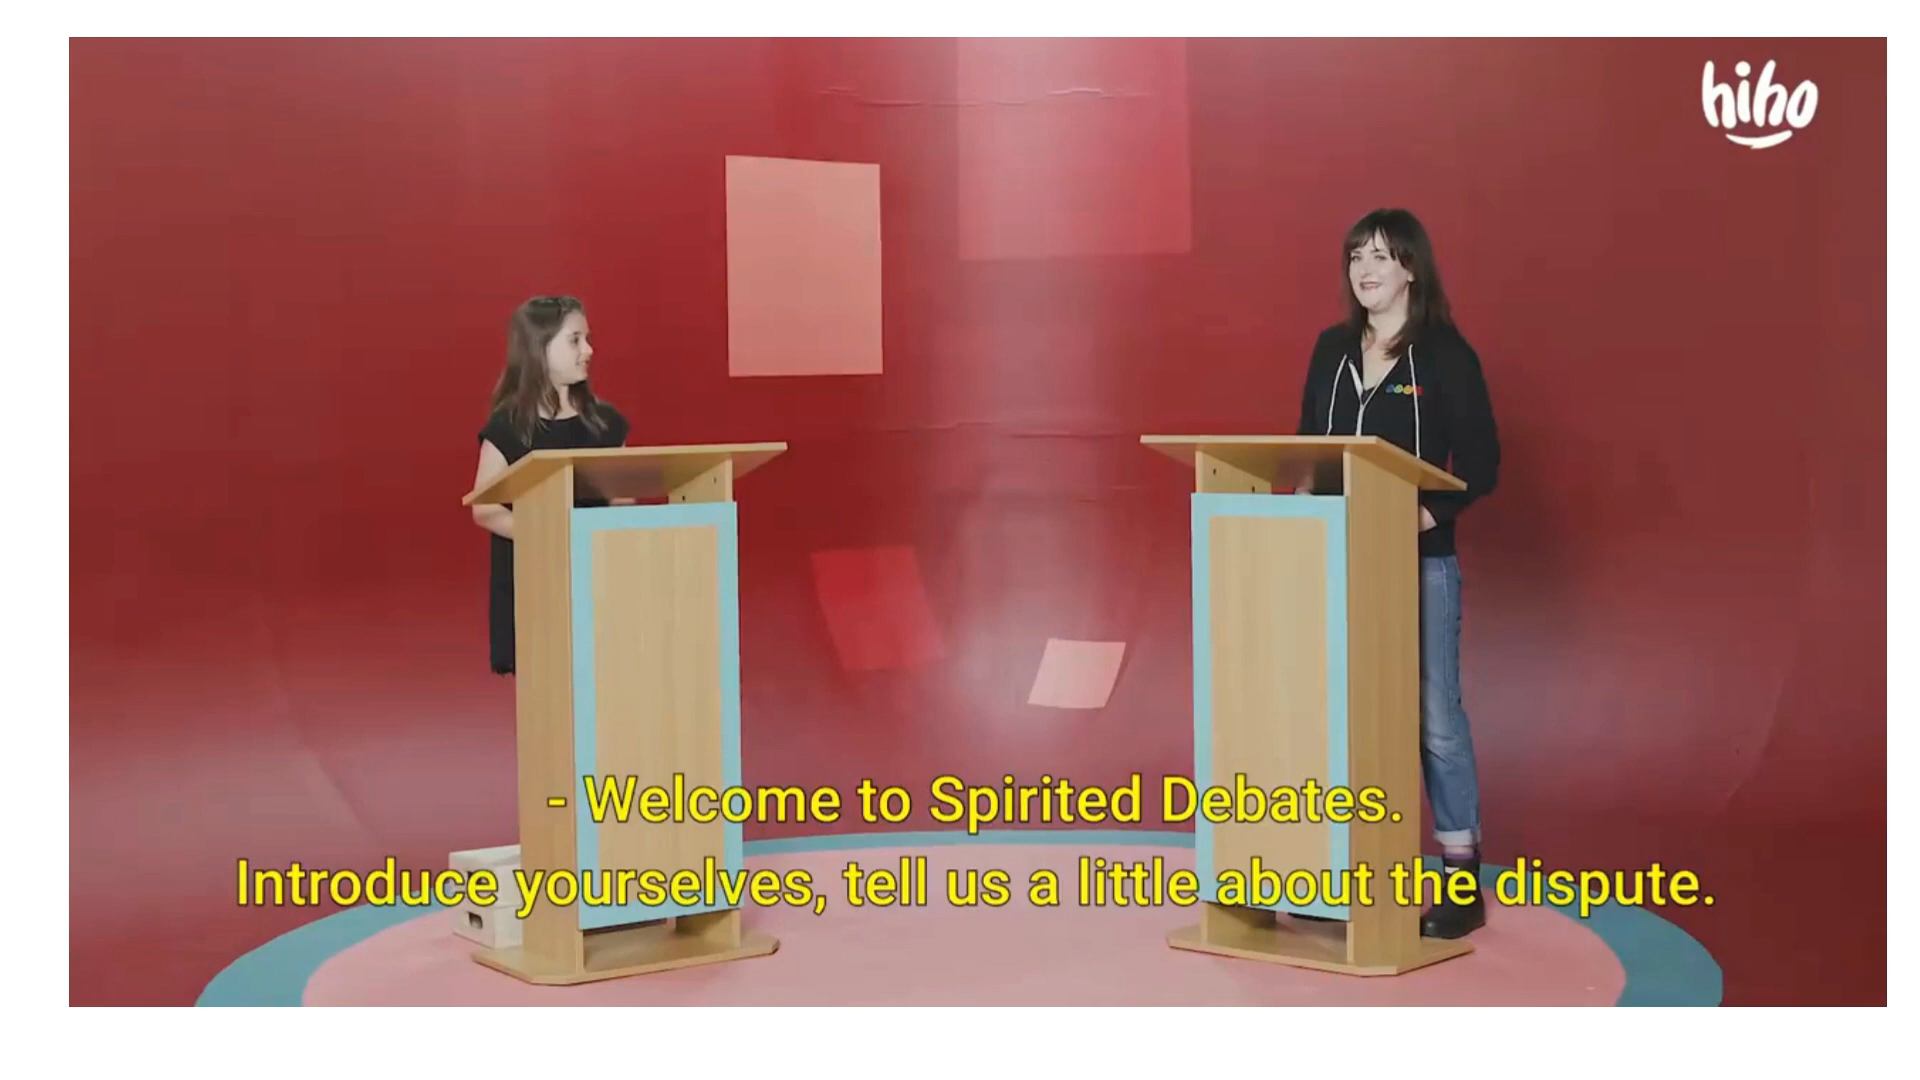 hiho
- Welcome to Spirited Debates.
Introduce yourselves, tell us a little about the dispute.